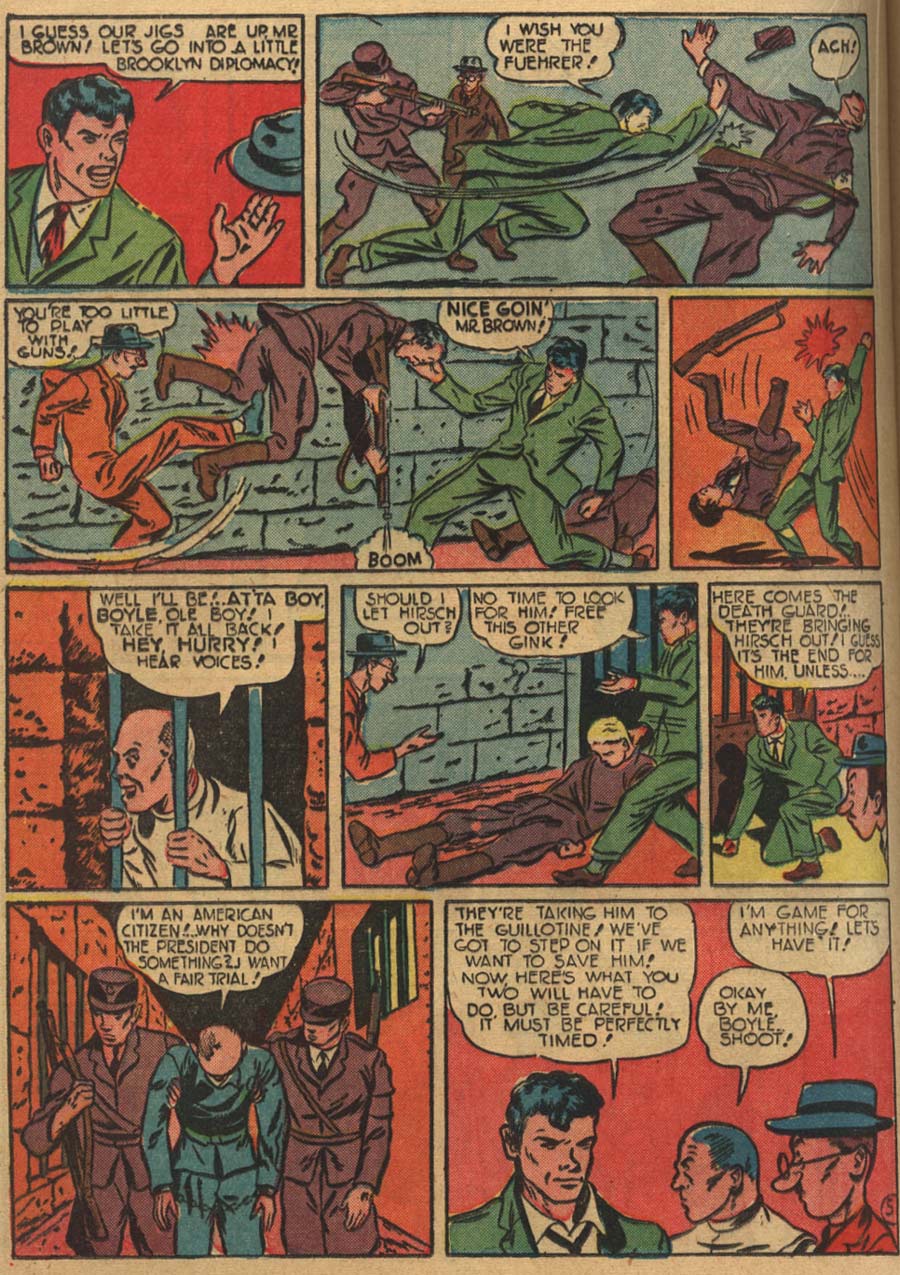 I GUESS OUR JIGS ARE UP, MR.
BROWN! LET'S GO INTO A LITTLE
BROOKLYN DIPLOMACY!
I WISH YOU
WERE THE
FUEHRER!
ACH!
YOU'RE TOO LITTLE
TO PLAY
WITH
GUNS!
NICE GOIN'
MR. BROWN!
BOOM
WELL I'LL BE!..ATTA BOY,
BOYLE, OLE BOY! I
TAKE IT ALL BACK!
HEY, HURRY! I
HEAR VOICES!
SHOULD I
LET HIRSCH
OUT?
NO TIME TO LOOK
FOR HIM! FREE
THIS OTHER
GINK!
HERE COMES THE
DEATH GUARD!..
THEY'RE BRINGING
HIRSCH OUT! I GUESS
IT'S THE END FOR
HIM, UNLESS....
I'M AN AMERICAN
CITIZEN!..WHY DOESN'T
THE PRESIDENT DO
SOMETHING?..I WANT
A FAIR TRIAL!
THEY'RE TAKING HIM TO
THE GUILLOTINE! WE'VE
GOT TO STEP ON IT IF WE
WANT TO SAVE HIM!
NOW, HERE'S WHAT YOU
TWO WILL HAVE TO
DO, BUT BE CAREFUL!
IT MUST BE PERFECTLY
TIMED!
OKAY
BY ME,
BOYLE..
SHOOT!
I'M GAME FOR
ANYTHING! LET'S
HAVE IT!
5